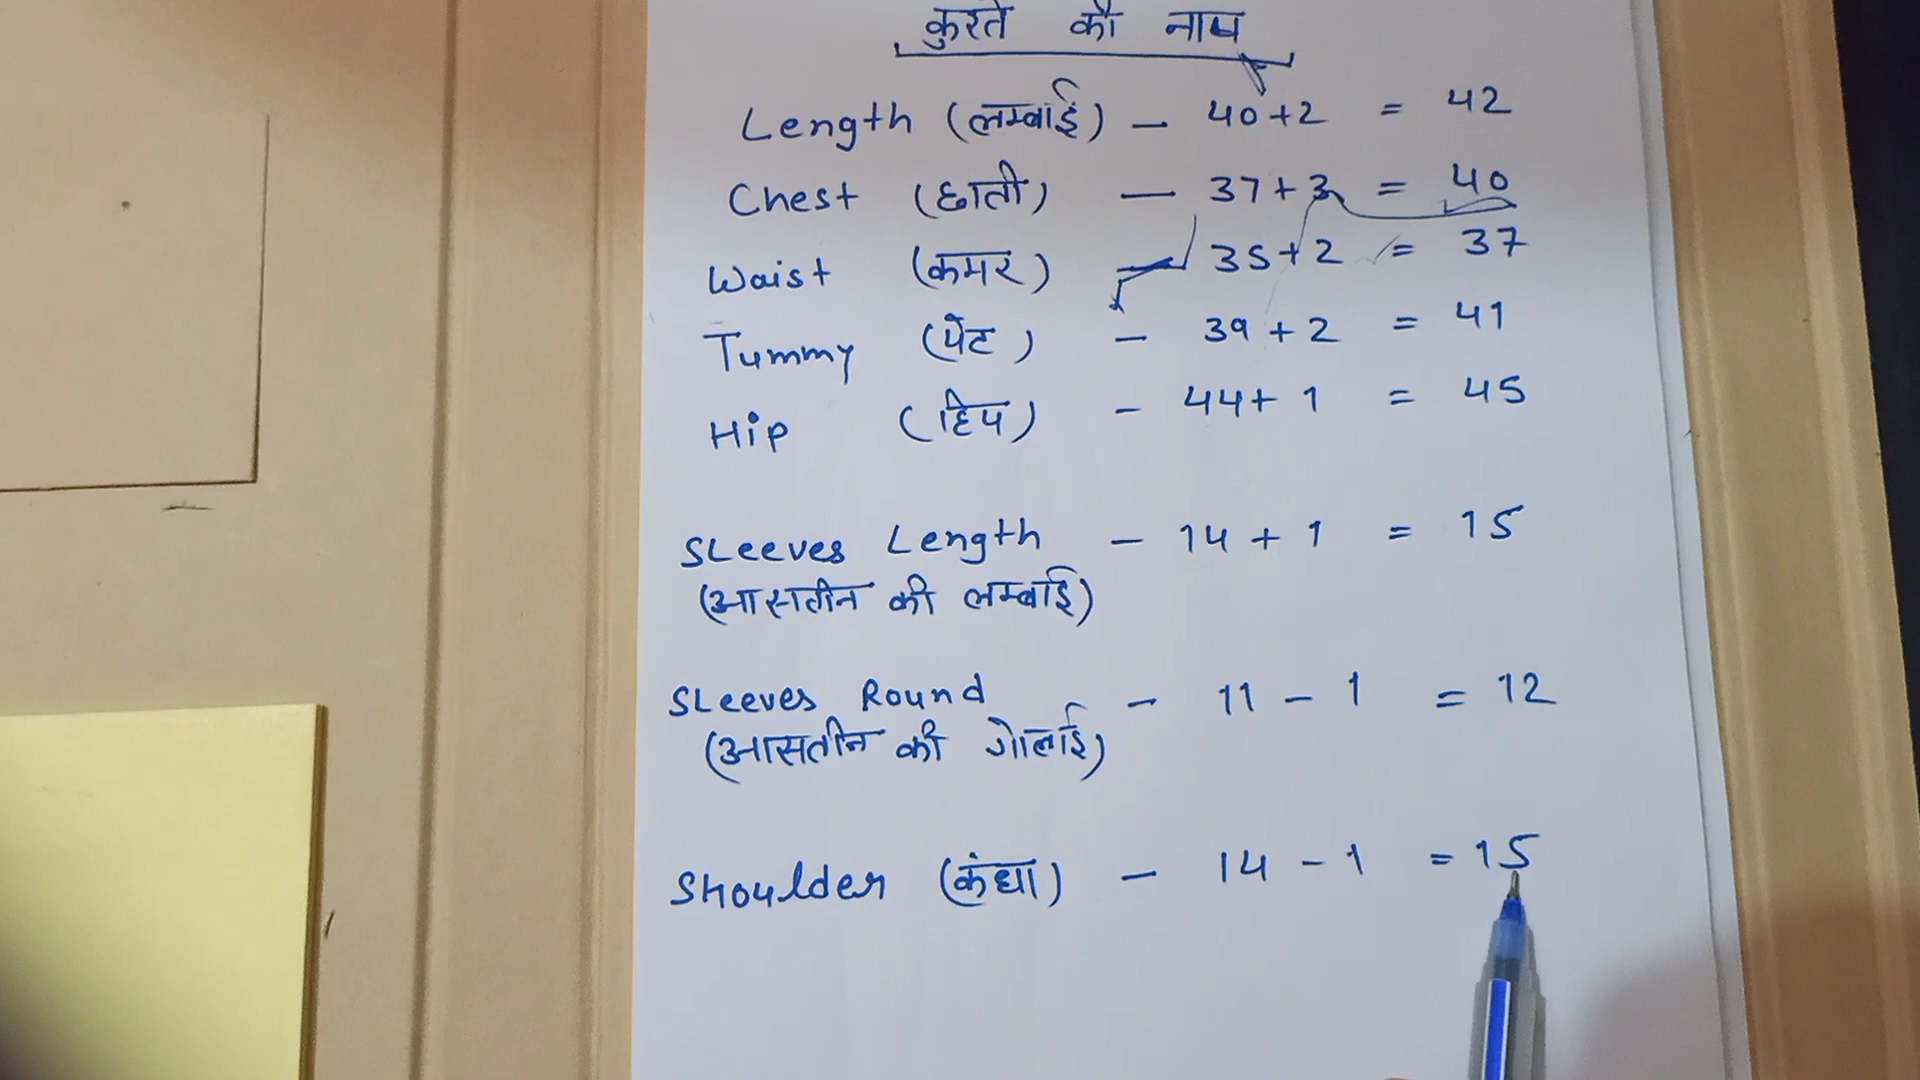 कुरते की नाप
Length (लम्बाई) - 40+2 = 42
Chest (छाती) - 37+3 = 40
Waist (कमर) - 35+2 = 37
Tummy (पेट) - 39+2 = 41
Hip (हिप) - 44+1 = 45
Sleeves Length - 14+1 = 15
(आसतीन की लम्बाई)
Sleeves Round - 11-1 = 12
(आसतीन की गोलाई)
Shoulder (कंधा) - 14-1 = 15